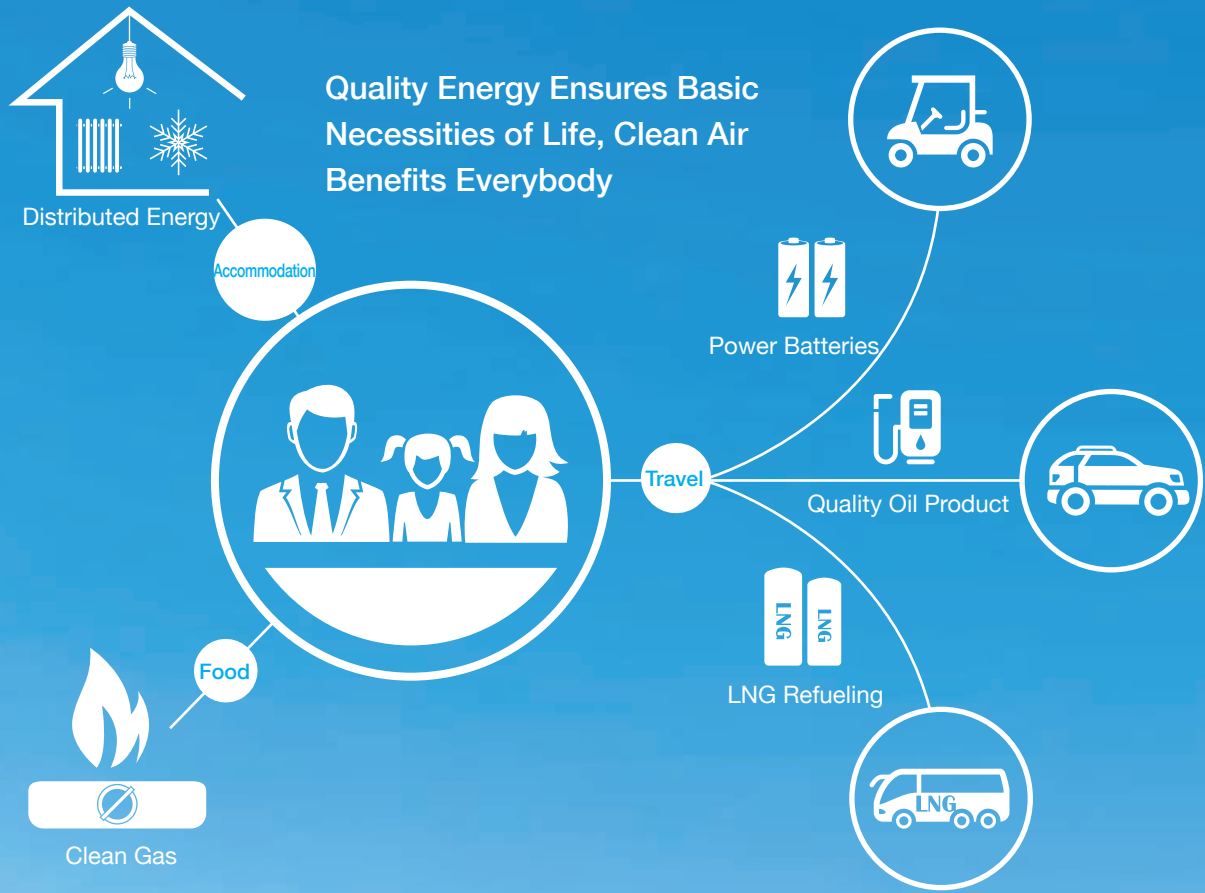 Quality Energy Ensures Basic
Necessities of Life, Clean Air
Benefits Everybody
Distributed Energy
Accommodation
Power Batteries
Travel
Quality Oil Product
LNG
LNG
LNG Refueling
Food
LNG
Clean Gas